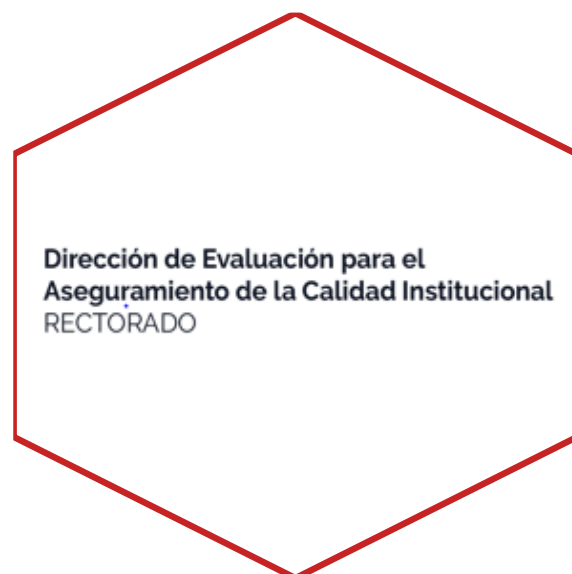 Dirección de Evaluación para el
Aseguramiento de la Calidad Institucional
RECTORADO